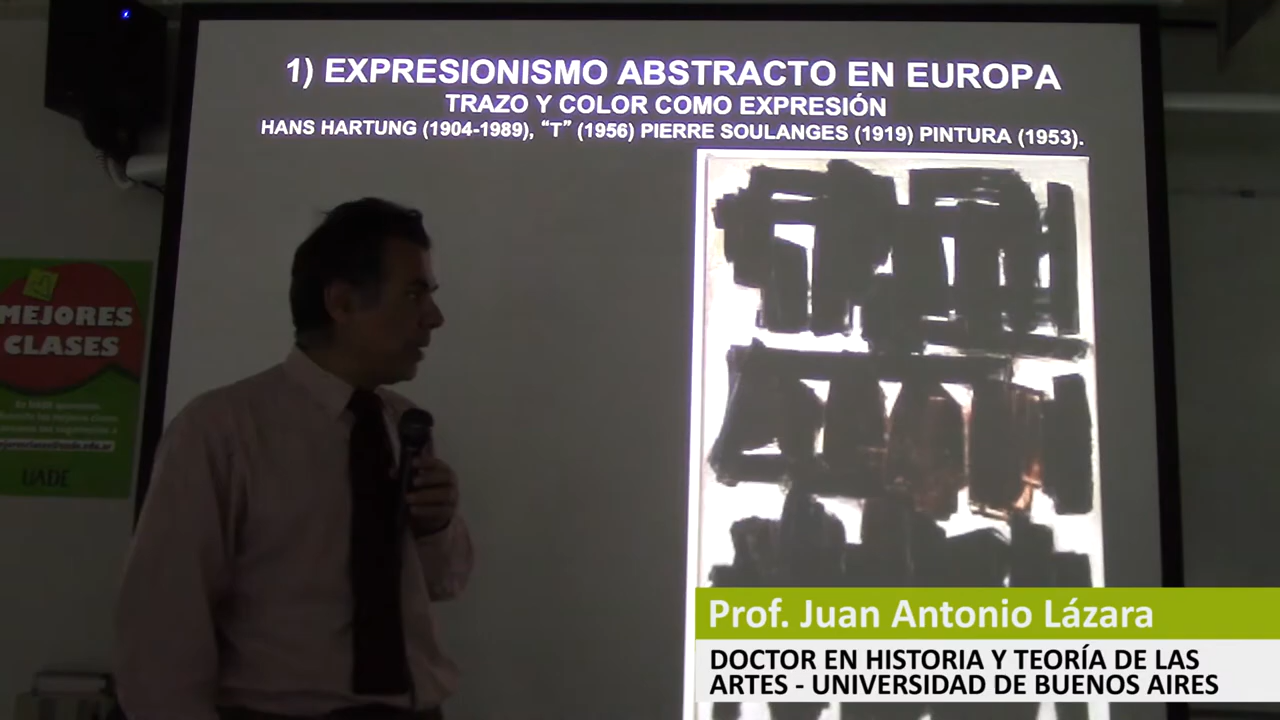 1) EXPRESIONISMO ABSTRACTO EN EUROPA
TRAZO Y COLOR COMO EXPRESIÓN
HANS HARTUNG (1904-1989), “T” (1956) PIERRE SOULANGES (1919) PINTURA (1953).
MEJORES
CLASES
UADE
Prof. Juan Antonio Lázara
DOCTOR EN HISTORIA Y TEORÍA DE LAS
ARTES - UNIVERSIDAD DE BUENOS AIRES